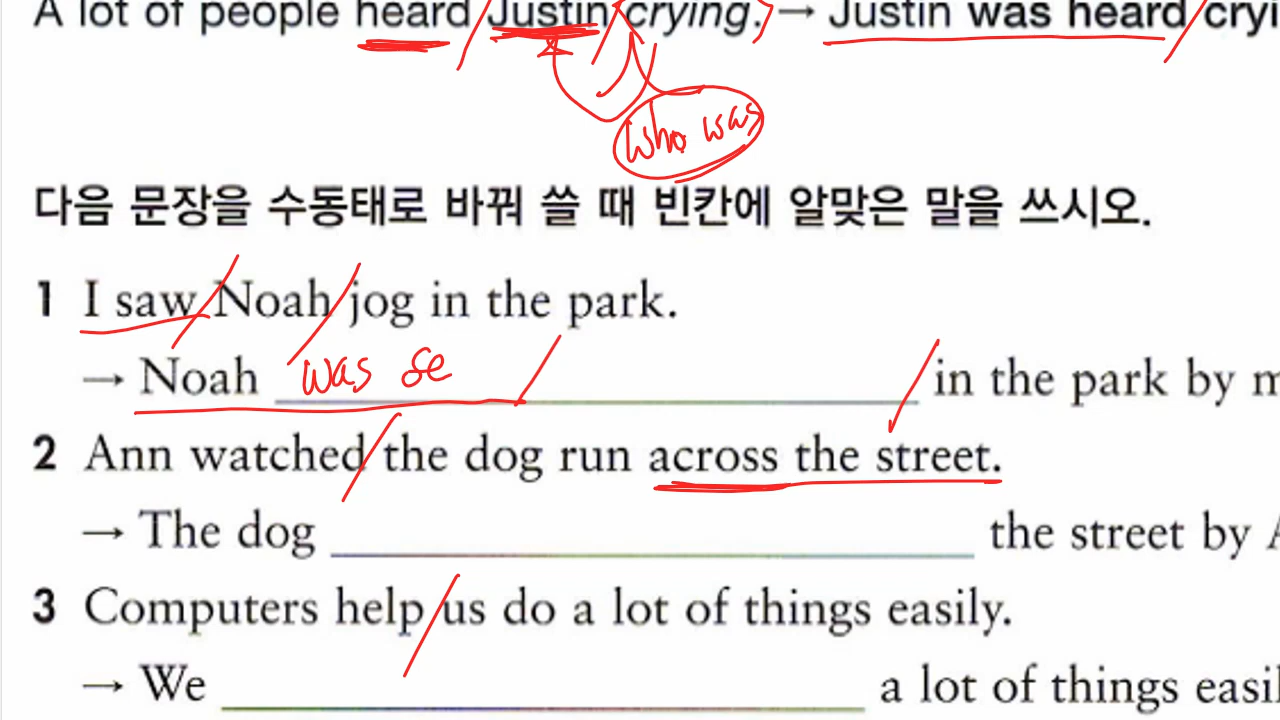 A lot of people heard Justin crying. → Justin was heard cryi
who was
다음 문장을 수동태로 바꿔 쓸 때 빈칸에 알맞은 말을 쓰시오.
1 I saw Noah jog in the park.
→ Noah was se in the park by m
2 Ann watched the dog run across the street.
→ The dog the street by A
3 Computers help us do a lot of things easily.
→ We a lot of things easil